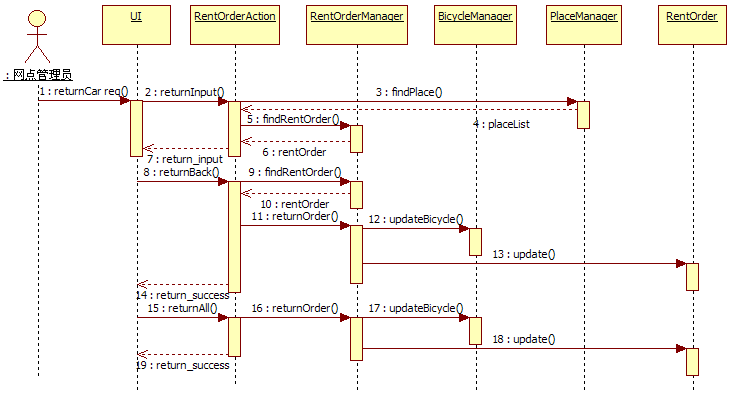 UI
RentOrderAction
RentOrderManager
BicycleManager
PlaceManager
RentOrder
: 网点管理员
1 : returnCar req()
2 : returnInput()
3 : findPlace()
4 : placeList
5 : findRentOrder()
6 : rentOrder
7 : return_input
8 : returnBack()
9 : findRentOrder()
10 : rentOrder
11 : returnOrder()
12 : updateBicycle()
13 : update()
14 : return_success
15 : returnAll()
16 : returnOrder()
17 : updateBicycle()
18 : update()
19 : return_success